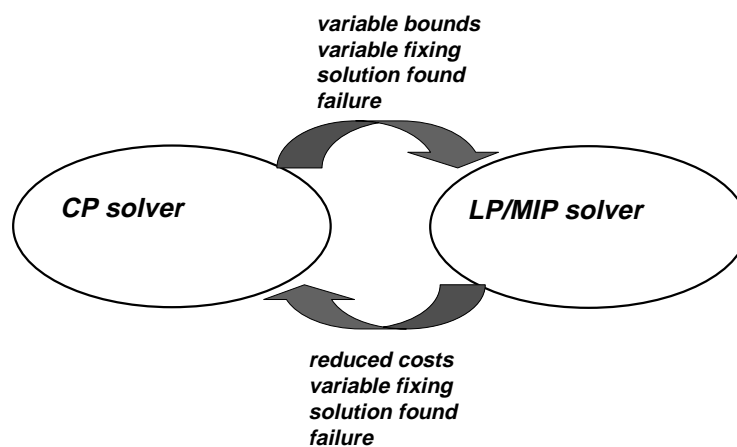 variable bounds
variable fixing
solution found
failure
CP solver
LP/MIP solver
reduced costs
variable fixing
solution found
failure